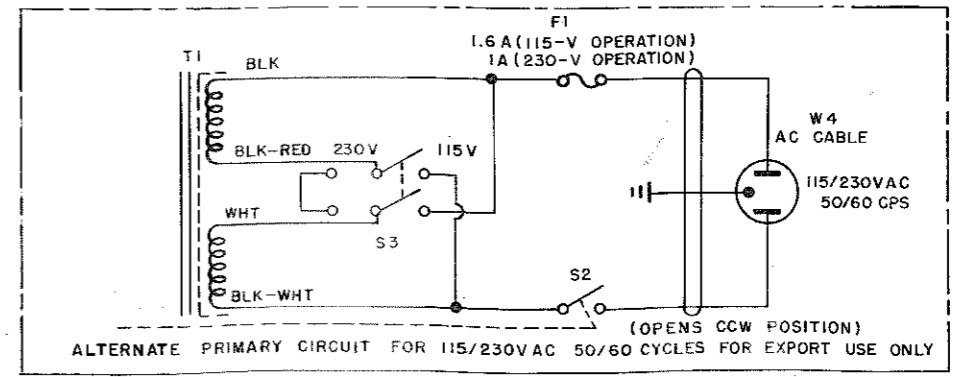 F1
1.6A(115-V OPERATION)
1A(230-V OPERATION)
T1
BLK
W4
AC CABLE
BLK-RED 230V 115V
115/230VAC
50/60 CPS
WHT
S3
S2
BLK-WHT
(OPENS CCW POSITION)
ALTERNATE PRIMARY CIRCUIT FOR 115/230VAC 50/60 CYCLES FOR EXPORT USE ONLY